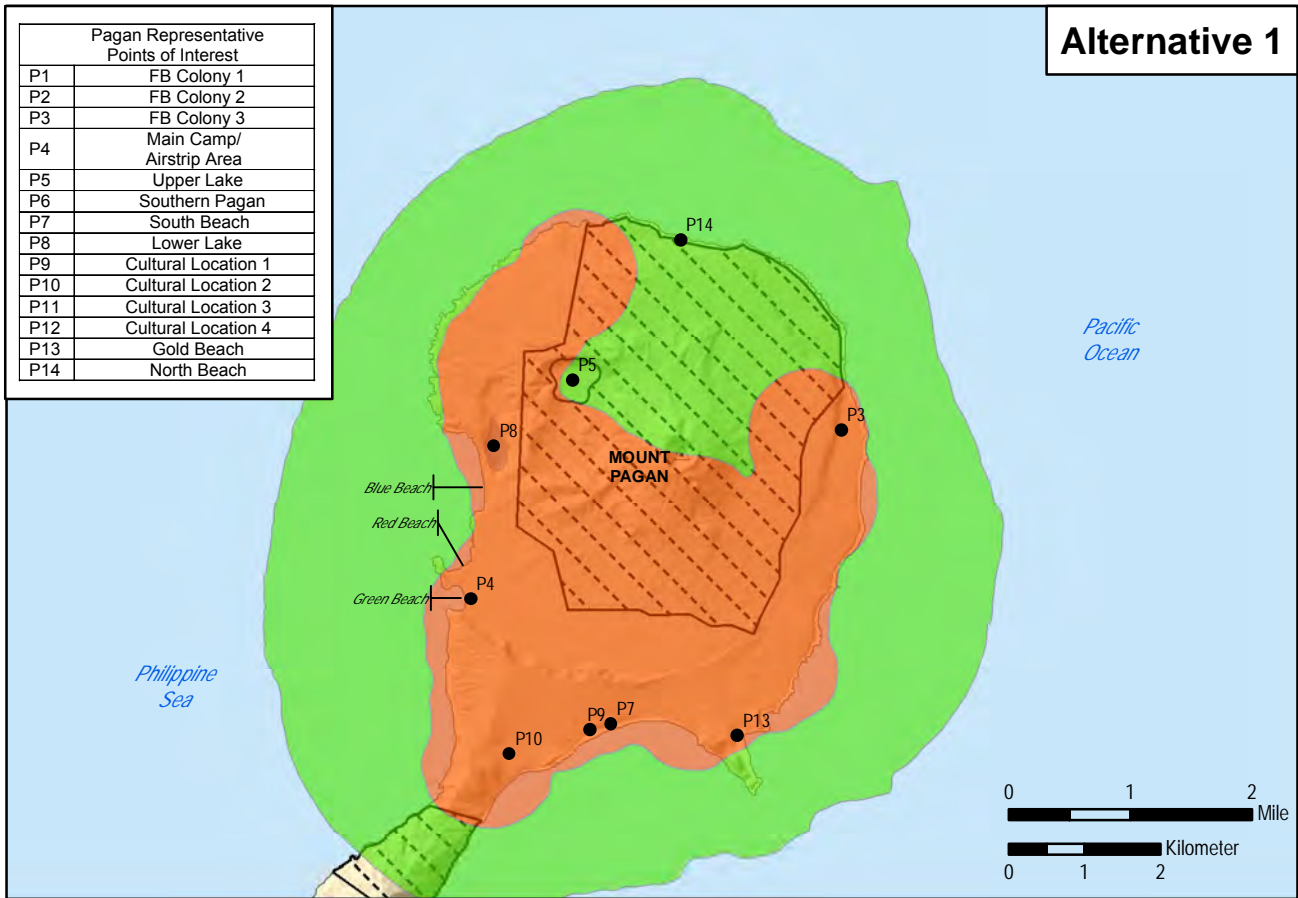 Pagan Representative
Points of Interest
P1 FB Colony 1
P2 FB Colony 2
P3 FB Colony 3
P4 Main Camp/
Airstrip Area
P5 Upper Lake
P6 Southern Pagan
P7 South Beach
P8 Lower Lake
P9 Cultural Location 1
P10 Cultural Location 2
P11 Cultural Location 3
P12 Cultural Location 4
P13 Gold Beach
P14 North Beach
Alternative 1
P14
Pacific
Ocean
P5
P3
P8
MOUNT
PAGAN
Blue Beach
Red Beach
P4
Green Beach
Philippine
Sea
P9
P7
P13
P10
0 1 2
Mile
Kilometer
0 1 2